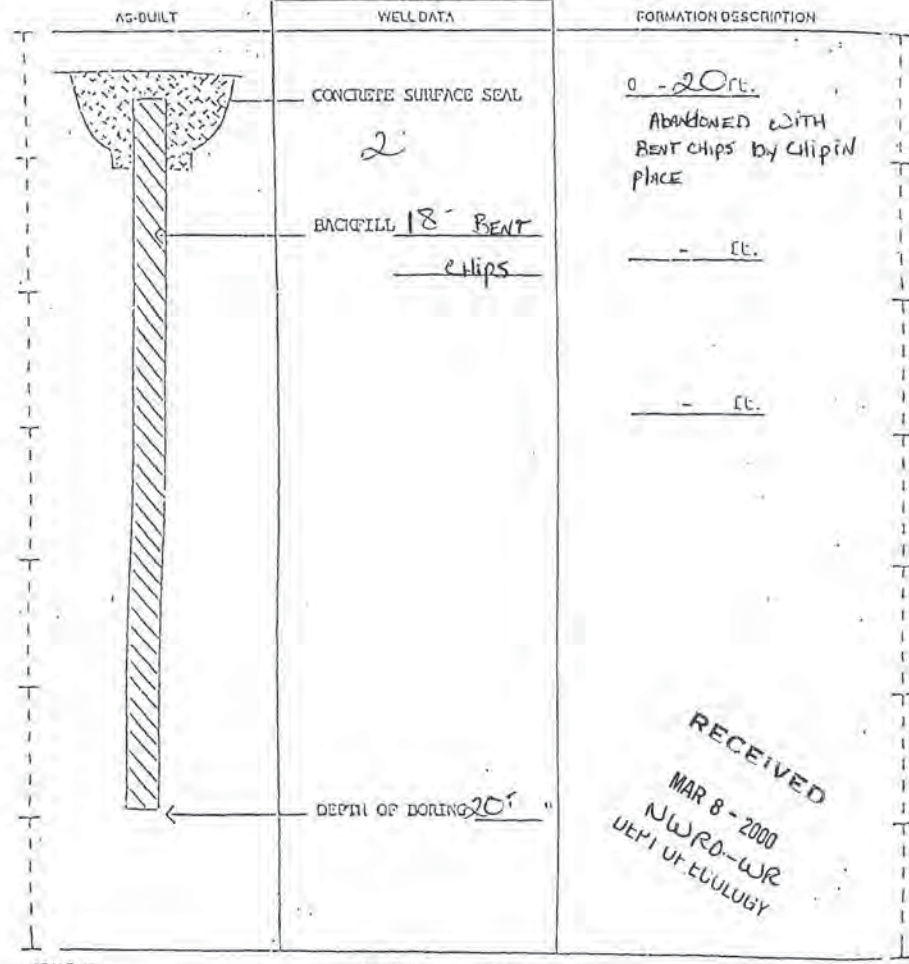 AS-BUILT
WELL DATA
FORMATION DESCRIPTION
CONCRETE SURFACE SEAL
2'
BACKFILL 18' BENT
CHIPS
DEPTH OF BORING 20'
0 - 20 ft.
ABANDONED WITH
BENT CHIPS by CHIP IN
PLACE
- ft.
- ft.
RECEIVED
MAR 8 - 2000
NWRO-WR
DEPT OF ECOLOGY